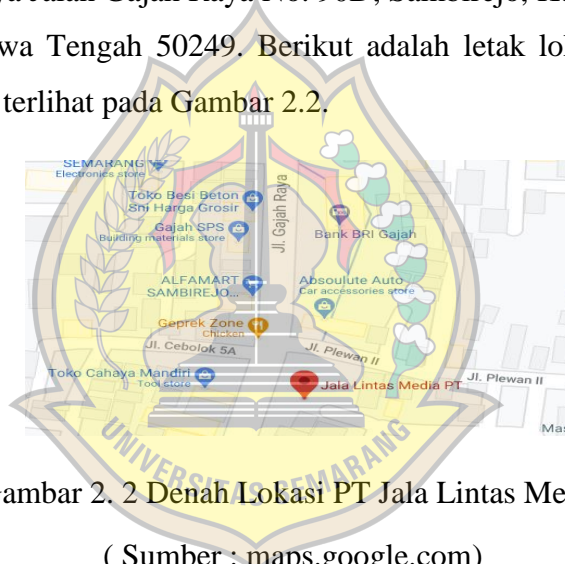 Jalan Gajah Raya No. 90D, Sambirejo,
wa Tengah 50249. Berikut adalah letak
terlihat pada Gambar 2.2.
SEMARANG
Electronics store
Toko Besi Beton
Sni Harga Grosir
Jl. Gajah Raya
Gajah SPS
Building materials store
Bank BRI Gajah
ALFAMART
SAMBIREJO...
Absoulute Auto
Car accessories store
Geprek Zone
Chicken
Jl. Cebolok 5A
Jl. Plewan II
Toko Cahaya Mandiri
Tool store
Jala Lintas Media PT
Jl. Plewan II
Mas
UNIVERSITAS SEMARANG
Gambar 2. 2 Denah Lokasi PT Jala Lintas Me
( Sumber : maps.google.com)